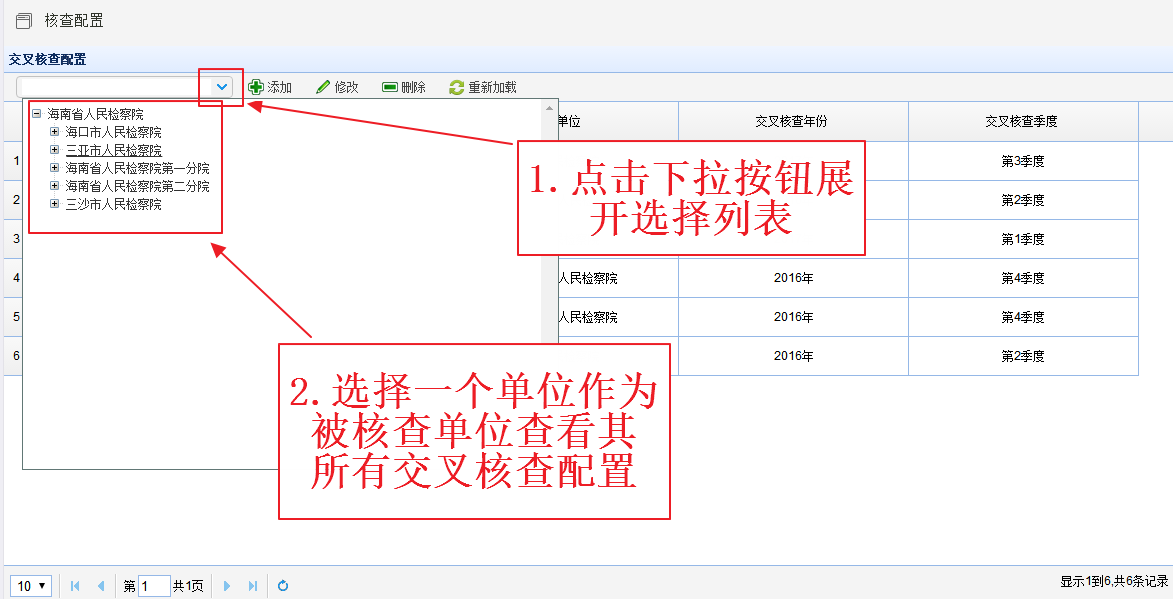 核查配置
交叉核查配置
添加 修改 删除 重新加载
单位 交叉核查年份 交叉核查季度
海南省人民检察院
海口市人民检察院
三亚市人民检察院
海南省人民检察院第一分院
海南省人民检察院第二分院
三沙市人民检察院
1 第3季度
2 第2季度
3 第1季度
4 人民检察院 2016年 第4季度
5 人民检察院 2016年 第4季度
6 2016年 第2季度
1.点击下拉按钮展
开选择列表
2.选择一个单位作为
被核查单位查看其
所有交叉核查配置
10 第 1 共1页 显示1到6,共6条记录